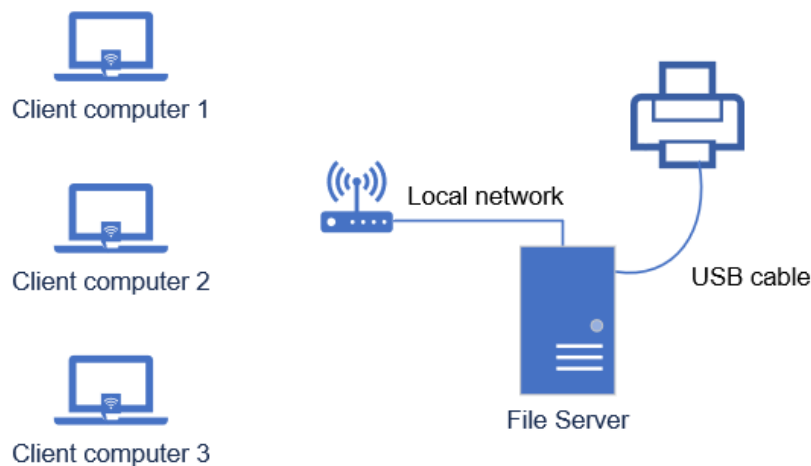 Client computer 1
Local network
Client computer 2
USB cable
File Server
Client computer 3